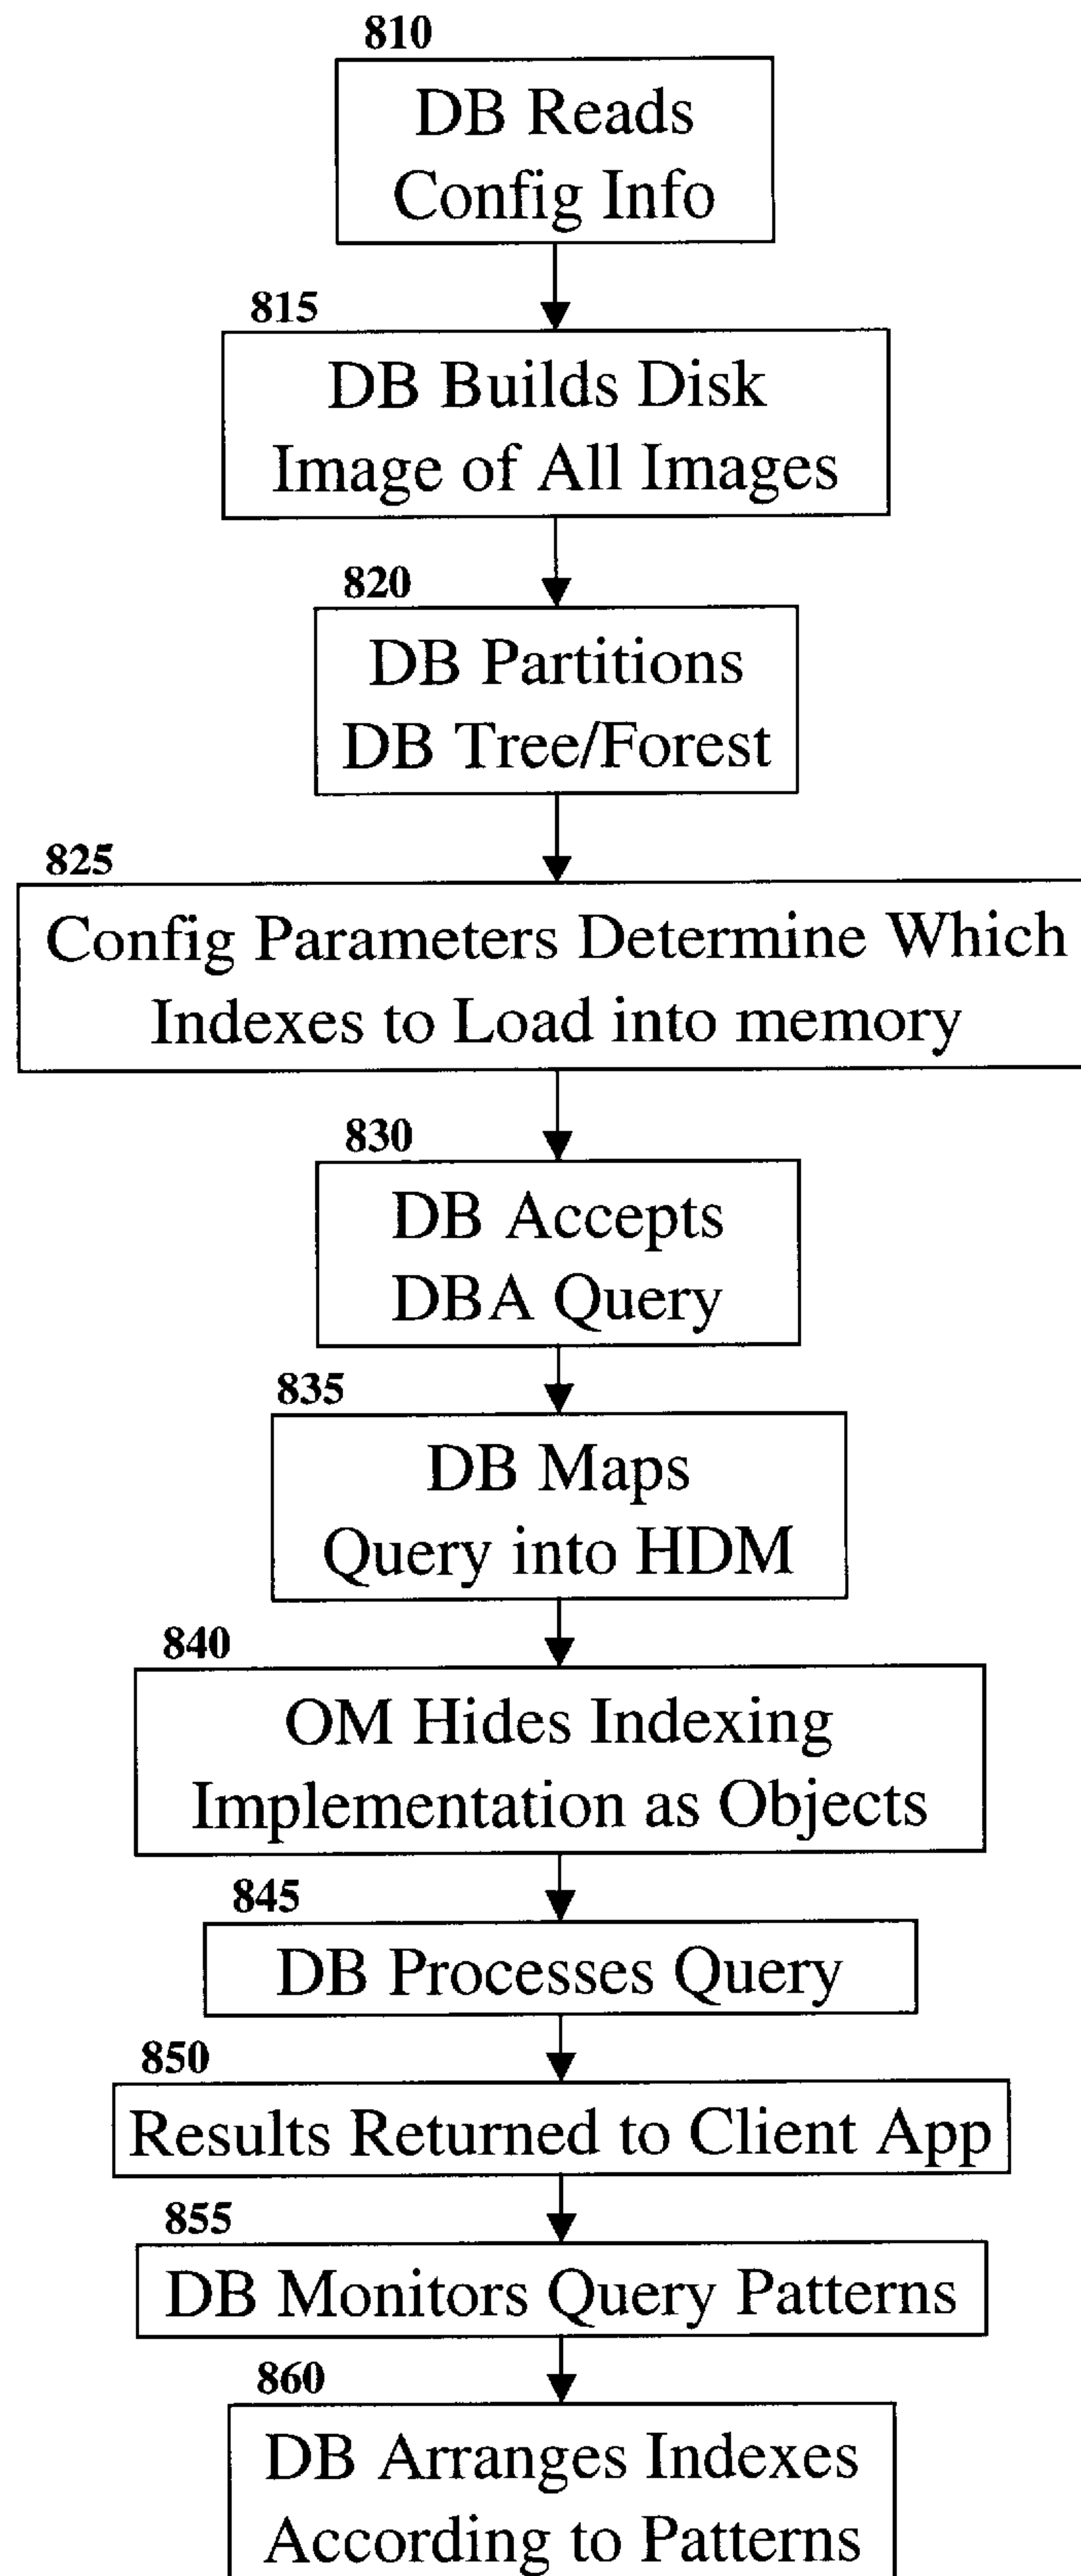 810
DB Reads
Config Info
815
DB Builds Disk
Image of All Images
820
DB Partitions
DB Tree/Forest
825
Config Parameters Determine Which
Indexes to Load into memory
830
DB Accepts
DBA Query
835
DB Maps
Query into HDM
840
OM Hides Indexing
Implementation as Objects
845
DB Processes Query
850
Results Returned to Client App
855
DB Monitors Query Patterns
860
DB Arranges Indexes
According to Patterns